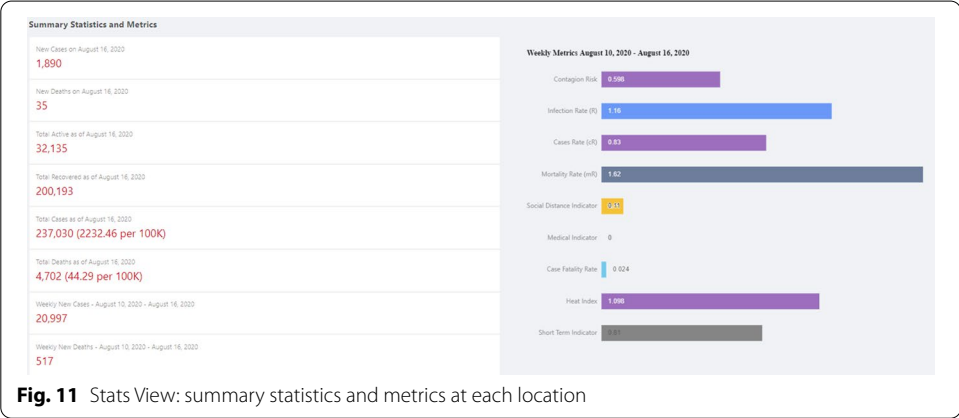 Summary Statistics and Metrics
New Cases on August 16, 2020
1,890
New Deaths on August 16, 2020
35
Total Active as of August 16, 2020
32,135
Total Recovered as of August 16, 2020
200,193
Total Cases as of August 16, 2020
237,030 (2232.46 per 100K)
Total Deaths as of August 16, 2020
4,702 (44.29 per 100K)
Weekly New Cases - August 10, 2020 - August 16, 2020
20,997
Weekly New Deaths - August 10, 2020 - August 16, 2020
517
Weekly Metrics August 10, 2020 - August 16, 2020
Contagion Risk 0.598
Infection Rate (R) 1.16
Cases Rate (cR) 0.83
Mortality Rate (mR) 1.62
Social Distance Indicator 0.11
Medical Indicator 0
Case Fatality Rate 0.024
Heat Index 1.098
Short Term Indicator
Fig. 11 Stats View: summary statistics and metrics at each location